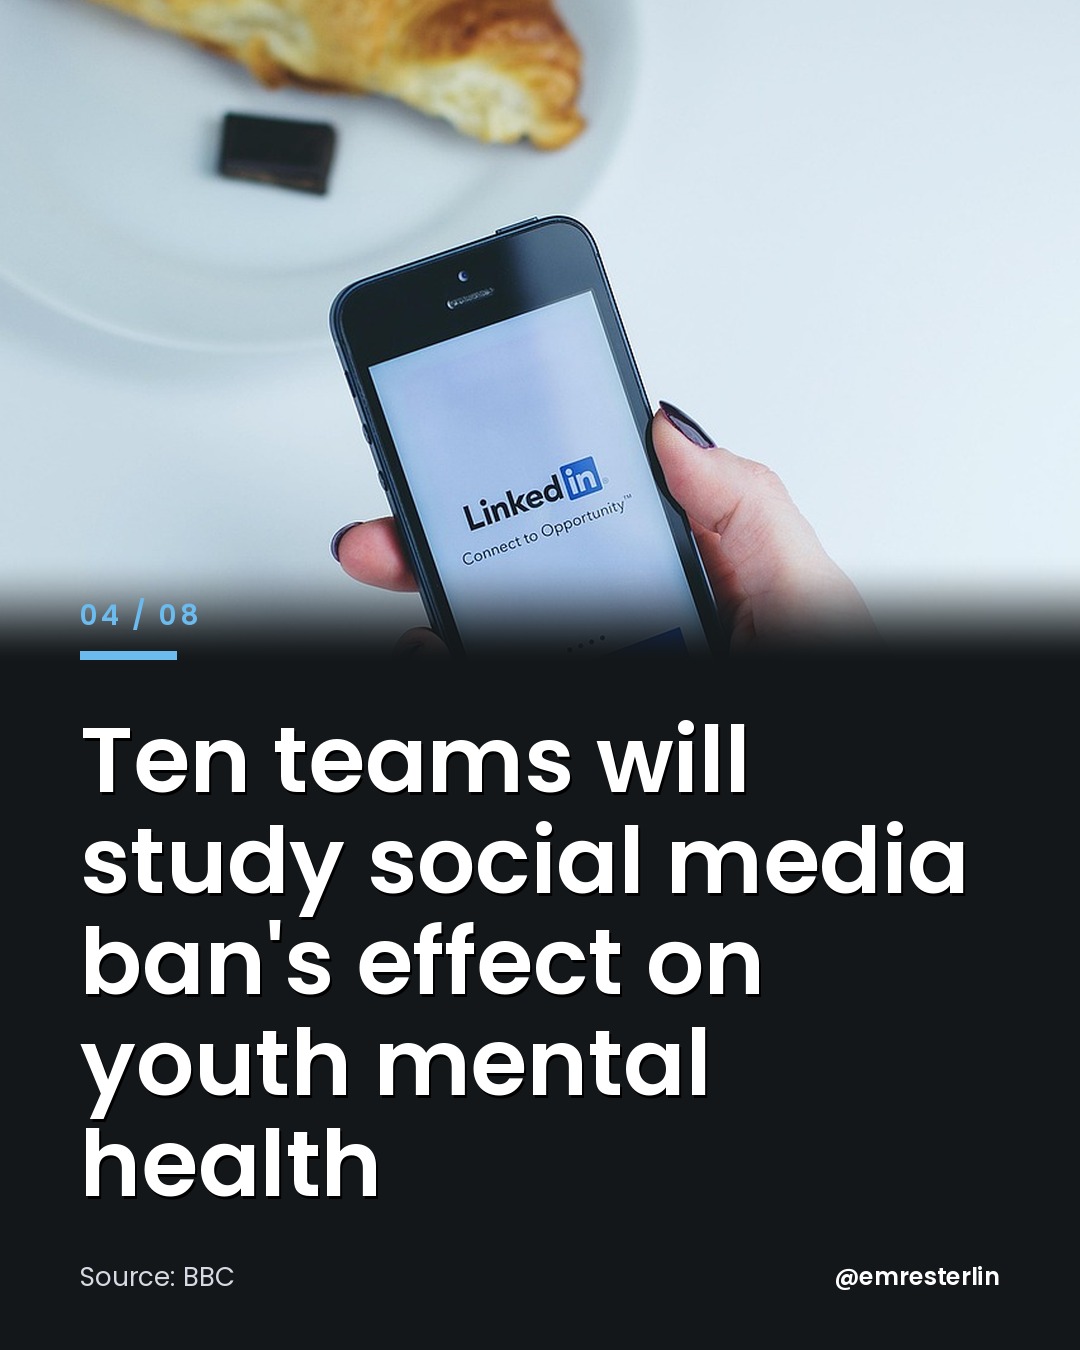 Linkedin
Connect to Opportunity™
04 / 08
Ten teams will
study social media
ban's effect on
youth mental
health
Source: BBC
@emresterlin